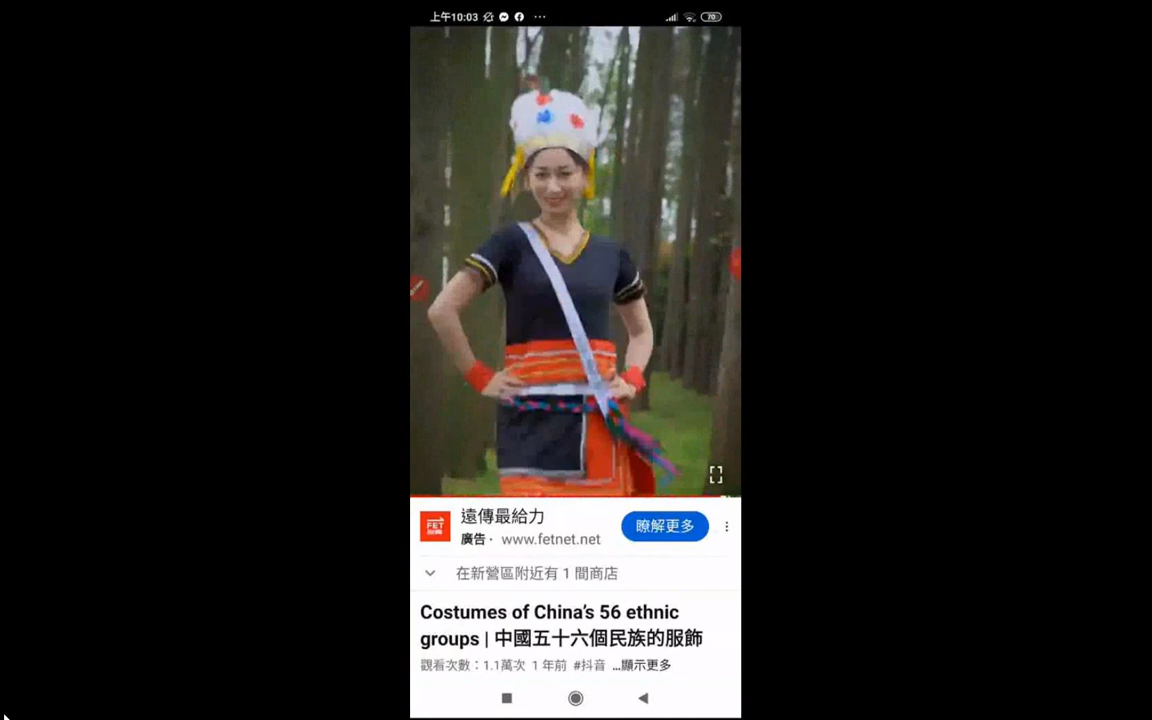 上午10:03
70
FET
遠傳最給力
廣告· www.fetnet.net
瞭解更多
在新營區附近有 1 間商店
Costumes of China's 56 ethnic
groups | 中國五十六個民族的服飾
觀看次數：1.1萬次 1 年前 #抖音 ...顯示更多